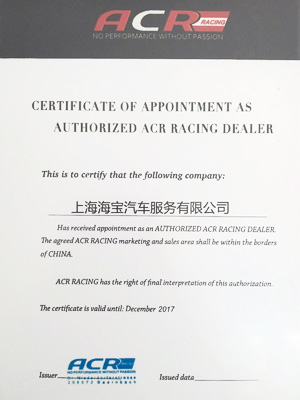 ACR RACING
NO PERFORMANCE WITHOUT PASSION
CERTIFICATE OF APPOINTMENT AS
AUTHORIZED ACR RACING DEALER
This is to certify that the following company:
上海海宝汽车服务有限公司
Has received appointment as an AUTHORIZED ACR RACING DEALER.
The agreed ACR RACING marketing and sales area shall be within the borders
of CHINA.
ACR RACING has the right of final interpretation of this authorization.
The certificate is valid until: December 2017
ACR
NO PERFORMANCE WITHOUT PASSION
Issuer
Issued data